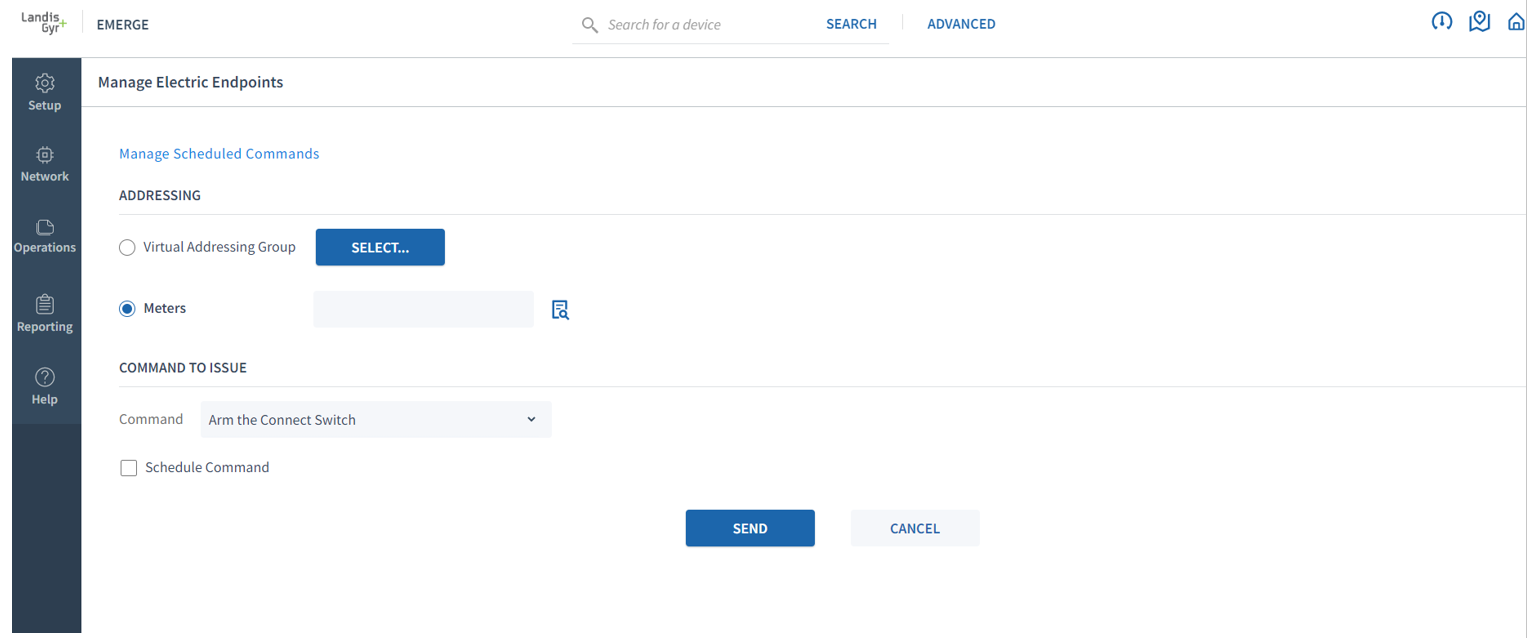 Landis
Gyr+
EMERGE
Search for a device
SEARCH
ADVANCED
Setup
Network
Operations
Reporting
Help
Manage Electric Endpoints
Manage Scheduled Commands
ADDRESSING
Virtual Addressing Group
SELECT...
Meters
COMMAND TO ISSUE
Command
Arm the Connect Switch
Schedule Command
SEND
CANCEL